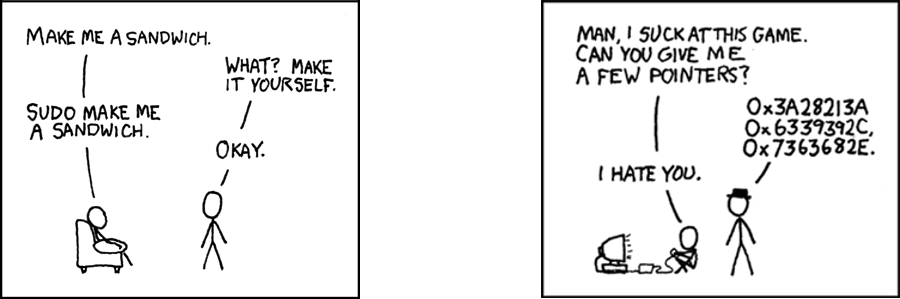 MAKE ME A SANDWICH.
WHAT? MAKE
IT YOURSELF.
SUDO MAKE ME
A SANDWICH.
OKAY.
MAN, I SUCK AT THIS GAME.
CAN YOU GIVE ME
A FEW POINTERS?
0x3A28213A
0x6339392C,
0x7363682E.
I HATE YOU.